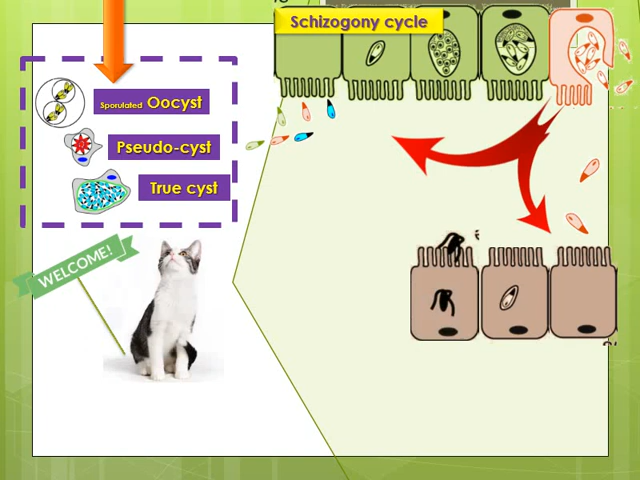 Schizogony cycle
Sporulated Oocyst
Pseudo-cyst
True cyst
WELCOME!